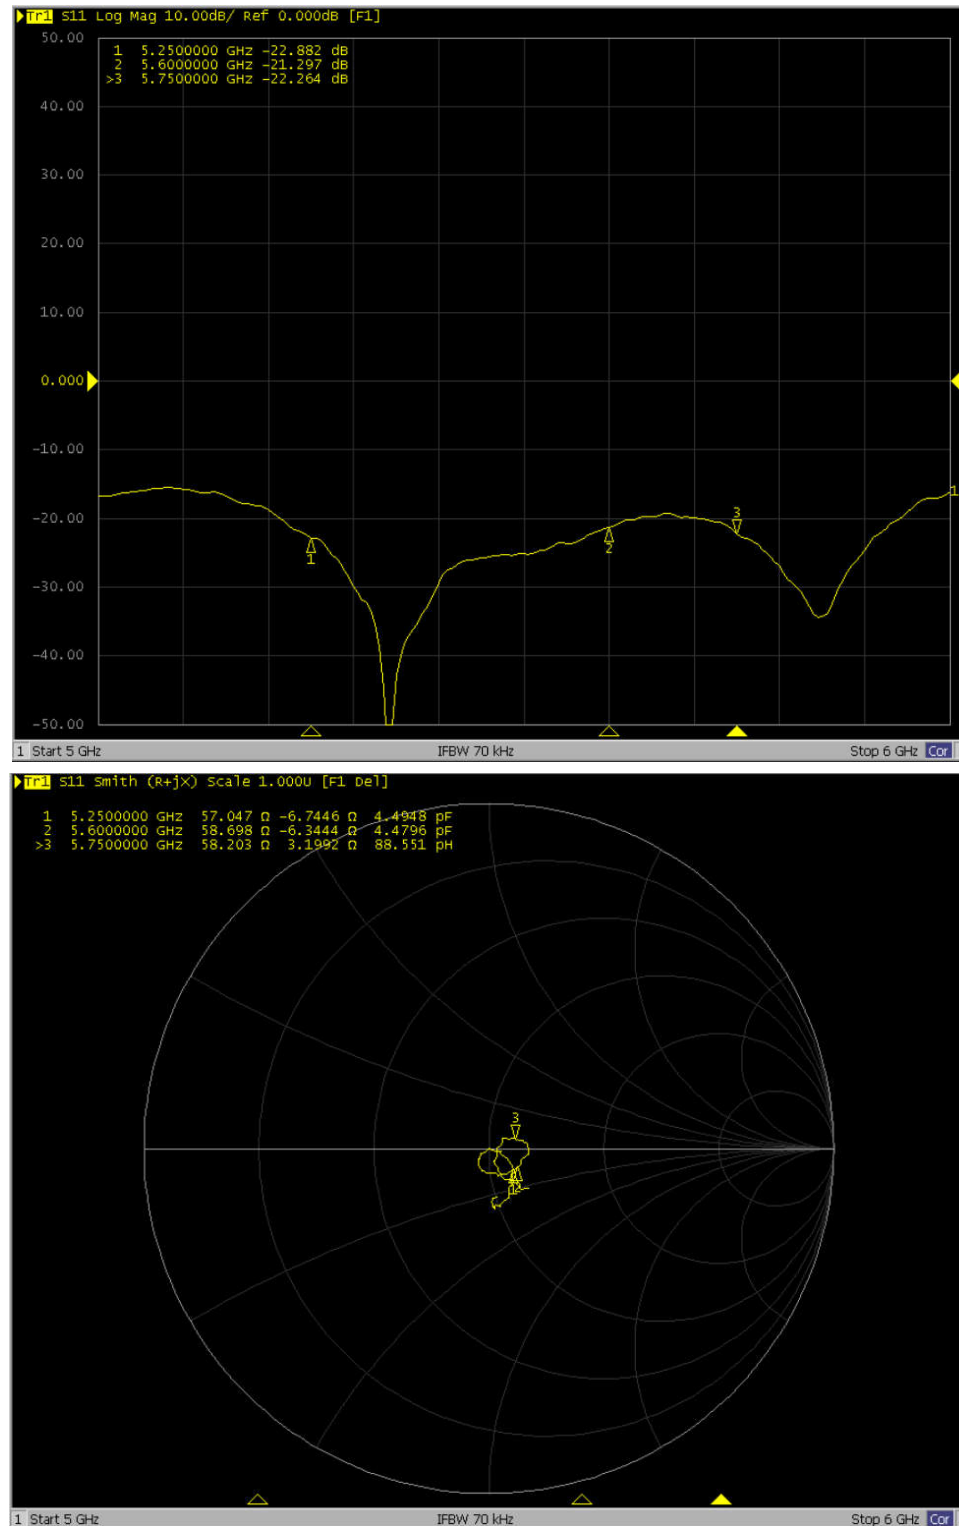 Tr1 S11 Log Mag 10.00dB/ Ref 0.000dB [F1]
50.00
1 5.2500000 GHz -22.882 dB
2 5.6000000 GHz -21.297 dB
>3 5.7500000 GHz -22.264 dB
40.00
30.00
20.00
10.00
0.000
-10.00
-20.00
-30.00
-40.00
-50.00
1
2
3
1
1 Start 5 GHz IFBW 70 kHz Stop 6 GHz Cor
Tr1 S11 Smith (R+jX) Scale 1.000U [F1 Del]
1 5.2500000 GHz 57.047 Ω -6.7446 Ω 4.4948 pF
2 5.6000000 GHz 58.698 Ω -6.3444 Ω 4.4796 pF
>3 5.7500000 GHz 58.203 Ω 3.1992 Ω 88.551 pH
3
1 Start 5 GHz IFBW 70 kHz Stop 6 GHz Cor